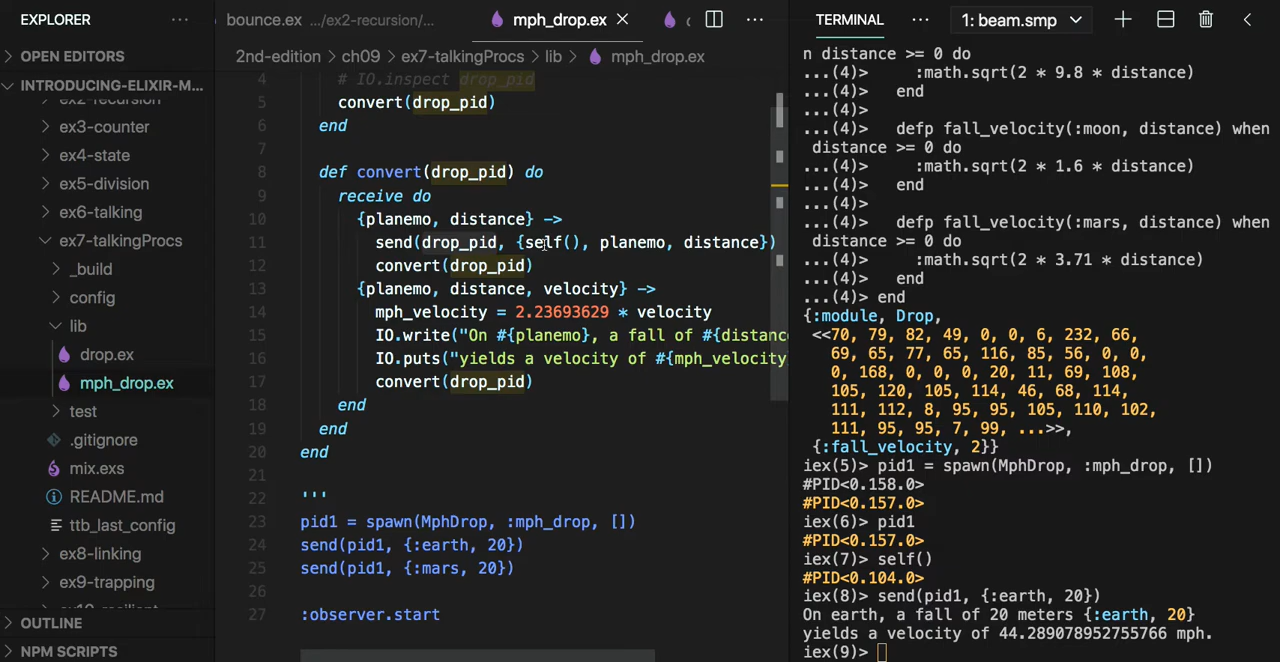 EXPLORER
OPEN EDITORS
INTRODUCING-ELIXIR-M...
ex2-recursion
ex3-counter
ex4-state
ex5-division
ex6-talking
ex7-talkingProcs
_build
config
lib
drop.ex
mph_drop.ex
test
.gitignore
mix.exs
README.md
ttb_last_config
ex8-linking
ex9-trapping
ex10-resilient
OUTLINE
NPM SCRIPTS
bounce.ex .../ex2-recursion/...
mph_drop.ex
2nd-edition > ch09 > ex7-talkingProcs > lib > mph_drop.ex
4 # IO.inspect drop_pid
5 convert(drop_pid)
6 end
7
8 def convert(drop_pid) do
9 receive do
10 {planemo, distance} ->
11 send(drop_pid, {self(), planemo, distance})
12 convert(drop_pid)
13 {planemo, distance, velocity} ->
14 mph_velocity = 2.23693629 * velocity
15 IO.write("On #{planemo}, a fall of #{distanc
16 IO.puts("yields a velocity of #{mph_velocity
17 convert(drop_pid)
18 end
19 end
20 end
21
22 '''
23 pid1 = spawn(MphDrop, :mph_drop, [])
24 send(pid1, {:earth, 20})
25 send(pid1, {:mars, 20})
26
27 :observer.start
TERMINAL
1: beam.smp
n distance >= 0 do
...(4)> :math.sqrt(2 * 9.8 * distance)
...(4)> end
...(4)>
...(4)> defp fall_velocity(:moon, distance) when
distance >= 0 do
...(4)> :math.sqrt(2 * 1.6 * distance)
...(4)> end
...(4)>
...(4)> defp fall_velocity(:mars, distance) when
distance >= 0 do
...(4)> :math.sqrt(2 * 3.71 * distance)
...(4)> end
...(4)> end
{:module, Drop,
<<70, 79, 82, 49, 0, 0, 6, 232, 66,
69, 65, 77, 65, 116, 85, 56, 0, 0,
0, 168, 0, 0, 0, 20, 11, 69, 108,
105, 120, 105, 114, 46, 68, 114,
111, 112, 8, 95, 95, 105, 110, 102,
111, 95, 95, 7, 99, ...>>,
{:fall_velocity, 2}}
iex(5)> pid1 = spawn(MphDrop, :mph_drop, [])
#PID<0.158.0>
#PID<0.157.0>
iex(6)> pid1
#PID<0.157.0>
iex(7)> self()
#PID<0.104.0>
iex(8)> send(pid1, {:earth, 20})
On earth, a fall of 20 meters {:earth, 20}
yields a velocity of 44.289078952755766 mph.
iex(9)>